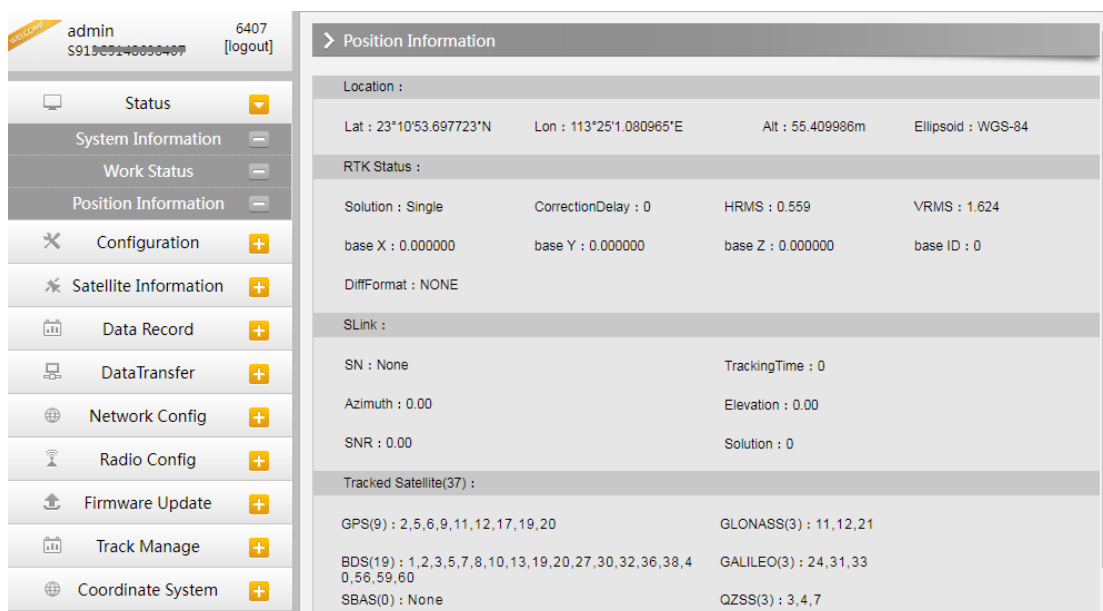 WELCOME
admin 6407
[logout]
Status
System Information
Work Status
Position Information
Configuration
Satellite Information
Data Record
DataTransfer
Network Config
Radio Config
Firmware Update
Track Manage
Coordinate System
Position Information
Location :
Lat : 23°10'53.697723"N Lon : 113°25'1.080965"E Alt : 55.409986m Ellipsoid : WGS-84
RTK Status :
Solution : Single CorrectionDelay : 0 HRMS : 0.559 VRMS : 1.624
base X : 0.000000 base Y : 0.000000 base Z : 0.000000 base ID : 0
DiffFormat : NONE
SLink :
SN : None TrackingTime : 0
Azimuth : 0.00 Elevation : 0.00
SNR : 0.00 Solution : 0
Tracked Satellite(37) :
GPS(9) : 2,5,6,9,11,12,17,19,20 GLONASS(3) : 11,12,21
BDS(19) : 1,2,3,5,7,8,10,13,19,20,27,30,32,36,38,4 GALILEO(3) : 24,31,33
0,56,59,60
SBAS(0) : None QZSS(3) : 3,4,7